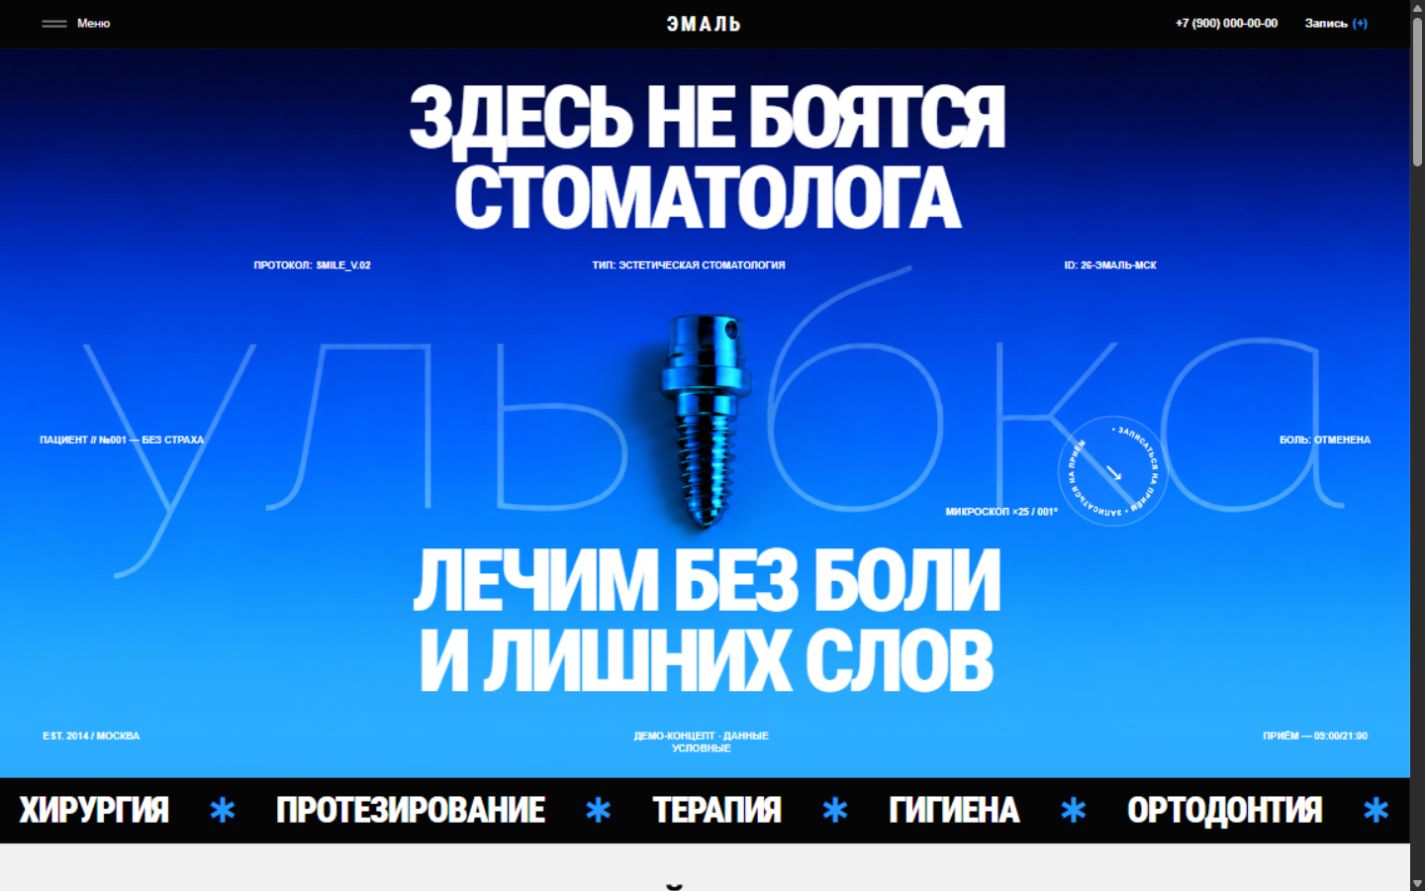 Меню
ЭМАЛЬ
+7 (900) 000-00-00
Запись (+)
ЗДЕСЬ НЕ БОЯТСЯ
СТОМАТОЛОГА
ПРОТОКОЛ: SMILE_V.02
ТИП: ЭСТЕТИЧЕСКАЯ СТОМАТОЛОГИЯ
ID: 26-ЭМАЛЬ-МСК
улыбка
ПАЦИЕНТ // №001 — БЕЗ СТРАХА
БОЛЬ: ОТМЕНЕНА
• ЗАПИСАТЬСЯ НА ПРИЁМ • ЗАПИСАТЬСЯ НА ПРИЁМ
МИКРОСКОП ×25 / 001°
ЛЕЧИМ БЕЗ БОЛИ
И ЛИШНИХ СЛОВ
EST. 2014 / МОСКВА
ДЕМО-КОНЦЕПТ - ДАННЫЕ
УСЛОВНЫЕ
ПРИЁМ — 09:00/21:00
ХИРУРГИЯ * ПРОТЕЗИРОВАНИЕ * ТЕРАПИЯ * ГИГИЕНА * ОРТОДОНТИЯ *